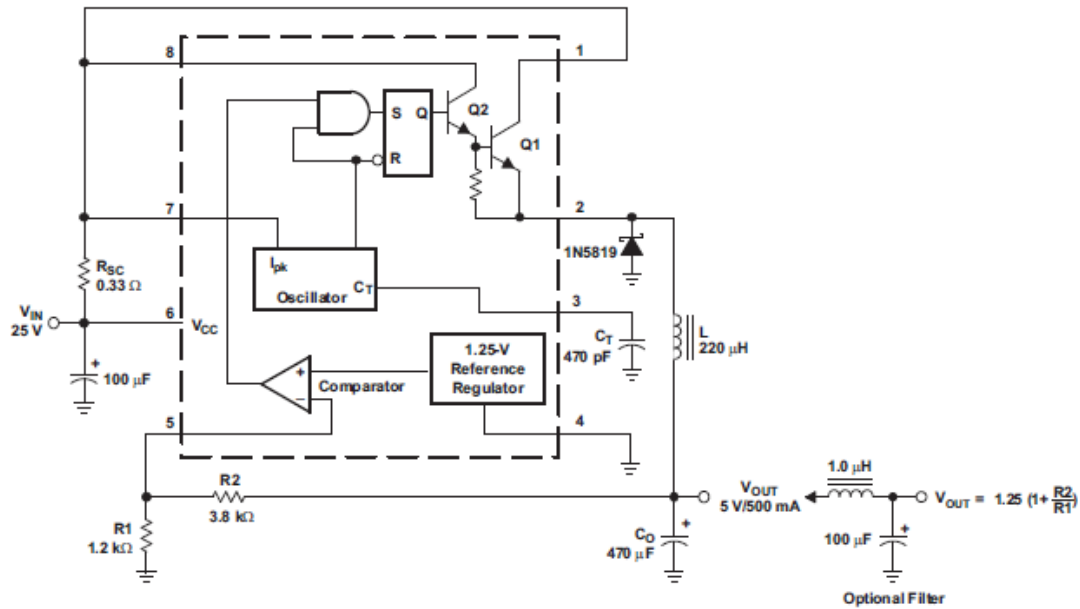 8
1
S
Q
Q2
R
Q1
7
2
1N5819
Ipk
CT
Oscillator
RSC
0.33 Ω
3
VIN
25 V
6
VCC
CT
470 pF
L
220 μH
100 μF
+
+
−
Comparator
1.25-V
Reference
Regulator
5
4
R2
3.8 kΩ
R1
1.2 kΩ
VOUT
5 V/500 mA
1.0 μH
VOUT = 1.25 (1+ R2/R1)
CO
470 μF
+
100 μF
+
Optional Filter